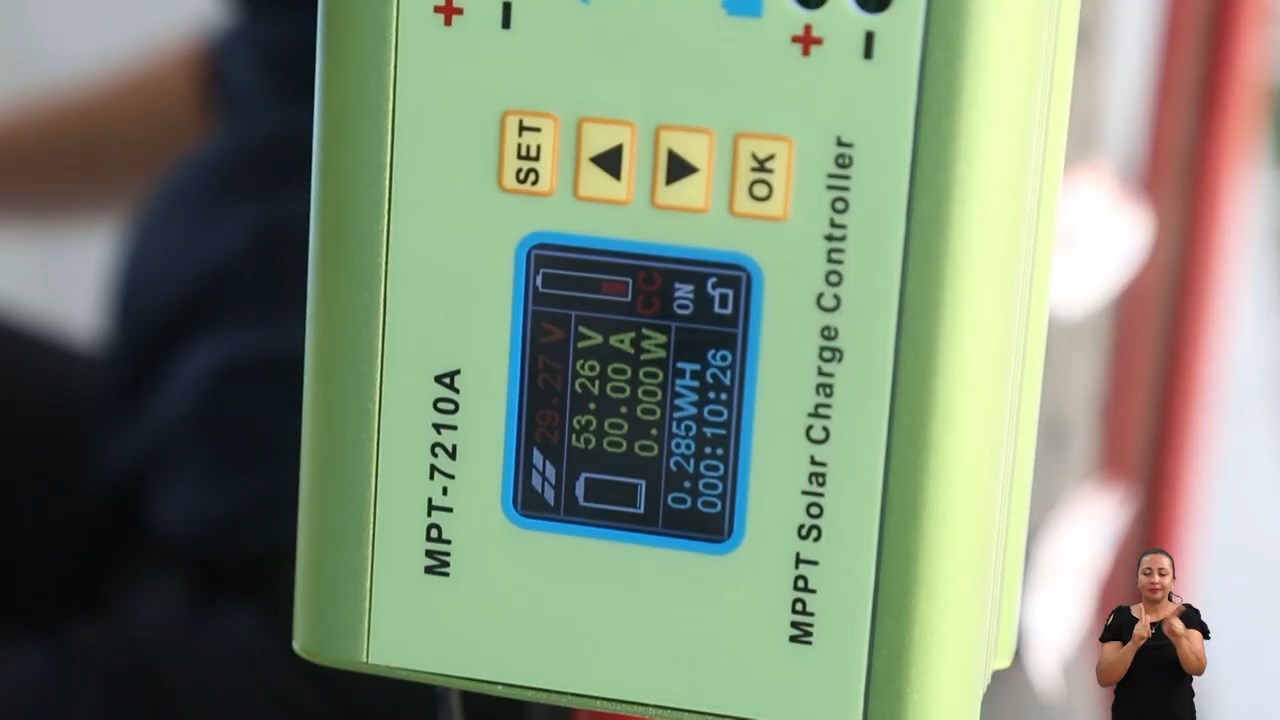 MPT-7210A
29.27 V
53.26 V
00.00 A
0.000W
0.285WH
000:10:26
CC
ON
SET
OK
+
-
+
-
MPPT Solar Charge Controller